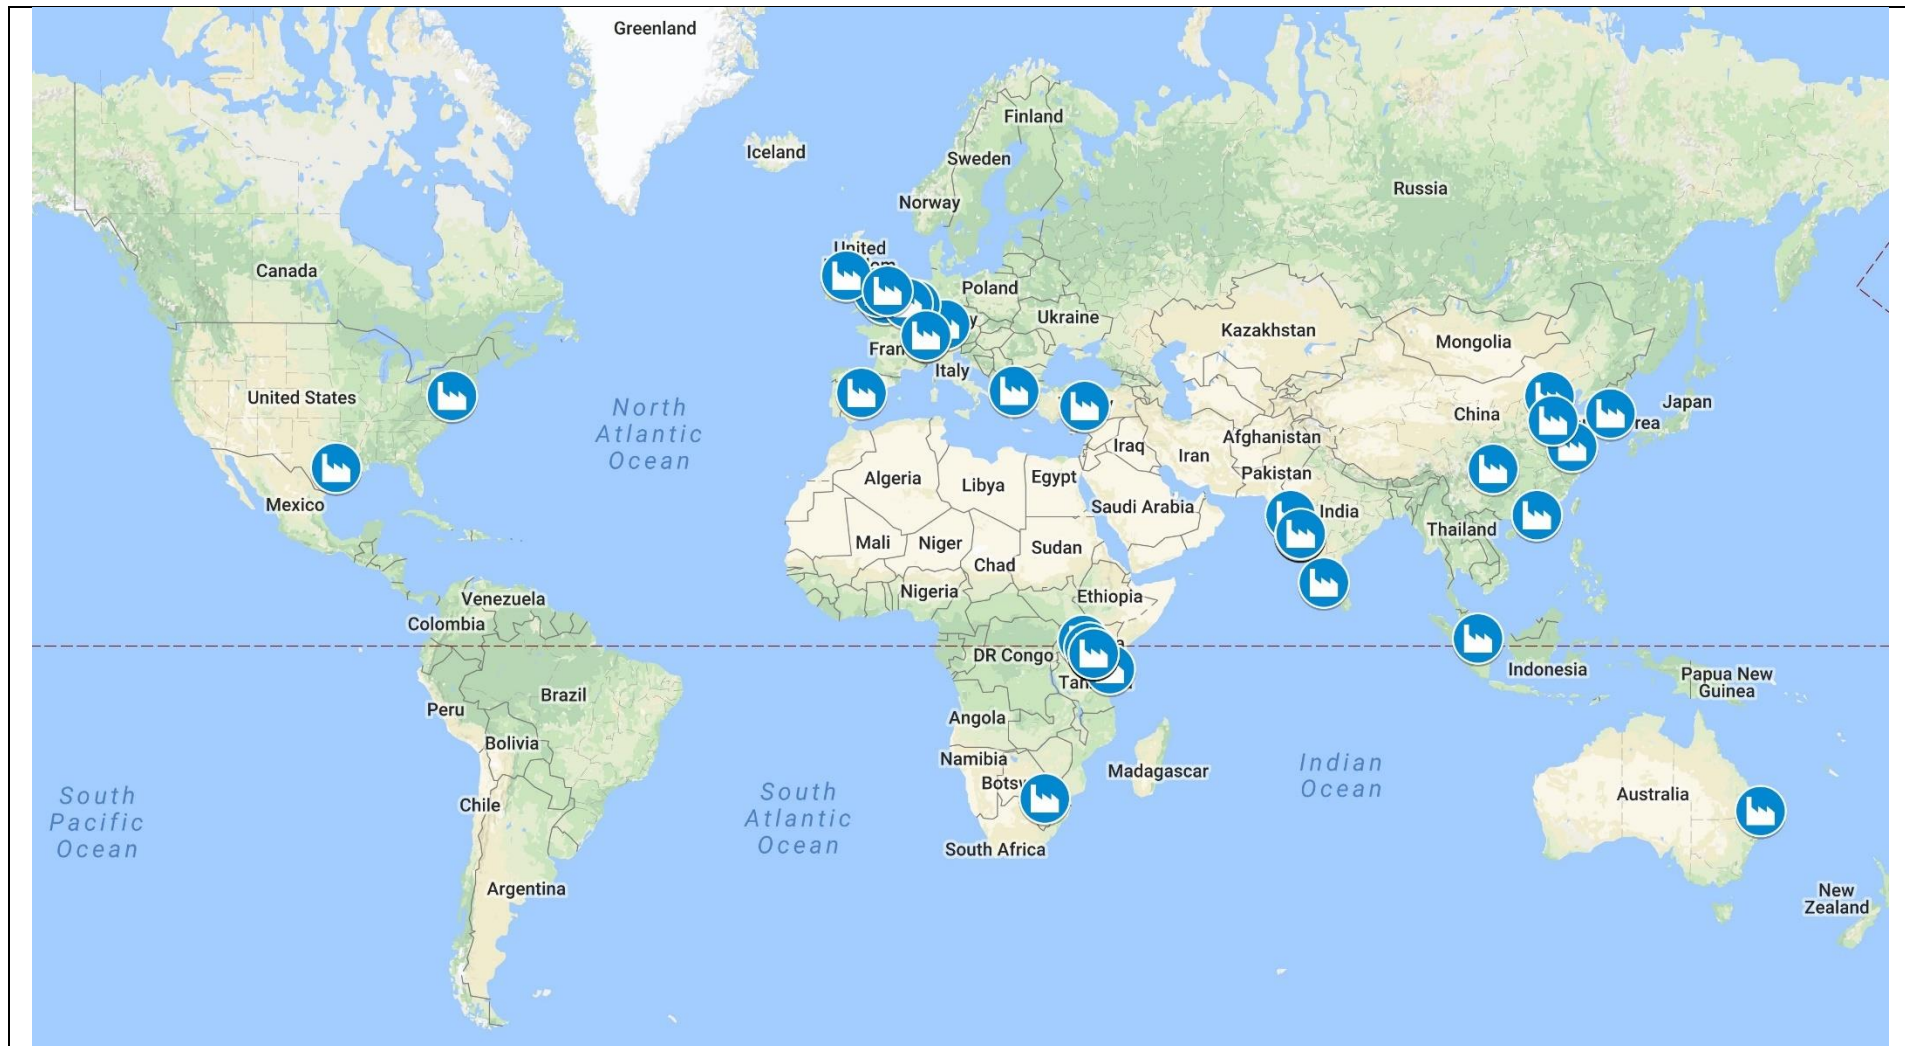 Greenland
Finland
Iceland
Sweden
Russia
Norway
United
Canada
Poland
Ukraine
Kazakhstan
Mongolia
Italy
United States
North
Atlantic
Ocean
China
Japan
Afghanistan
Iraq
Iran
Pakistan
Algeria
Libya
Egypt
Saudi Arabia
Mexico
India
Thailand
Mali
Niger
Sudan
Chad
Nigeria
Ethiopia
Venezuela
Colombia
DR Congo
Indonesia
Papua New
Guinea
Brazil
Peru
Angola
Bolivia
Namibia
Madagascar
Indian
Ocean
South
Pacific
Ocean
Chile
South
Atlantic
Ocean
Australia
South Africa
Argentina
New
Zealand